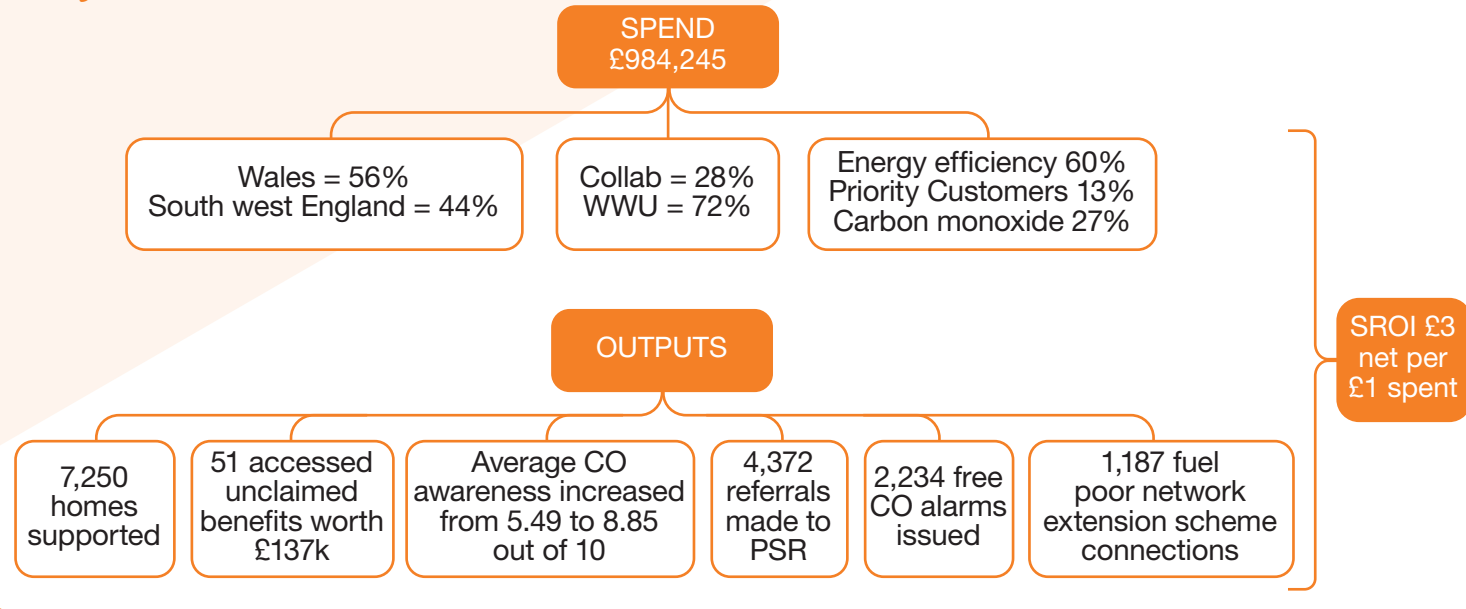 SPEND
£984,245
Wales = 56%
South west England = 44%
Collab = 28%
WWU = 72%
Energy efficiency 60%
Priority Customers 13%
Carbon monoxide 27%
OUTPUTS
7,250
homes
supported
51 accessed
unclaimed
benefits worth
£137k
Average CO
awareness increased
from 5.49 to 8.85
out of 10
4,372
referrals
made to
PSR
2,234 free
CO alarms
issued
1,187 fuel
poor network
extension scheme
connections
SROI £3
net per
£1 spent